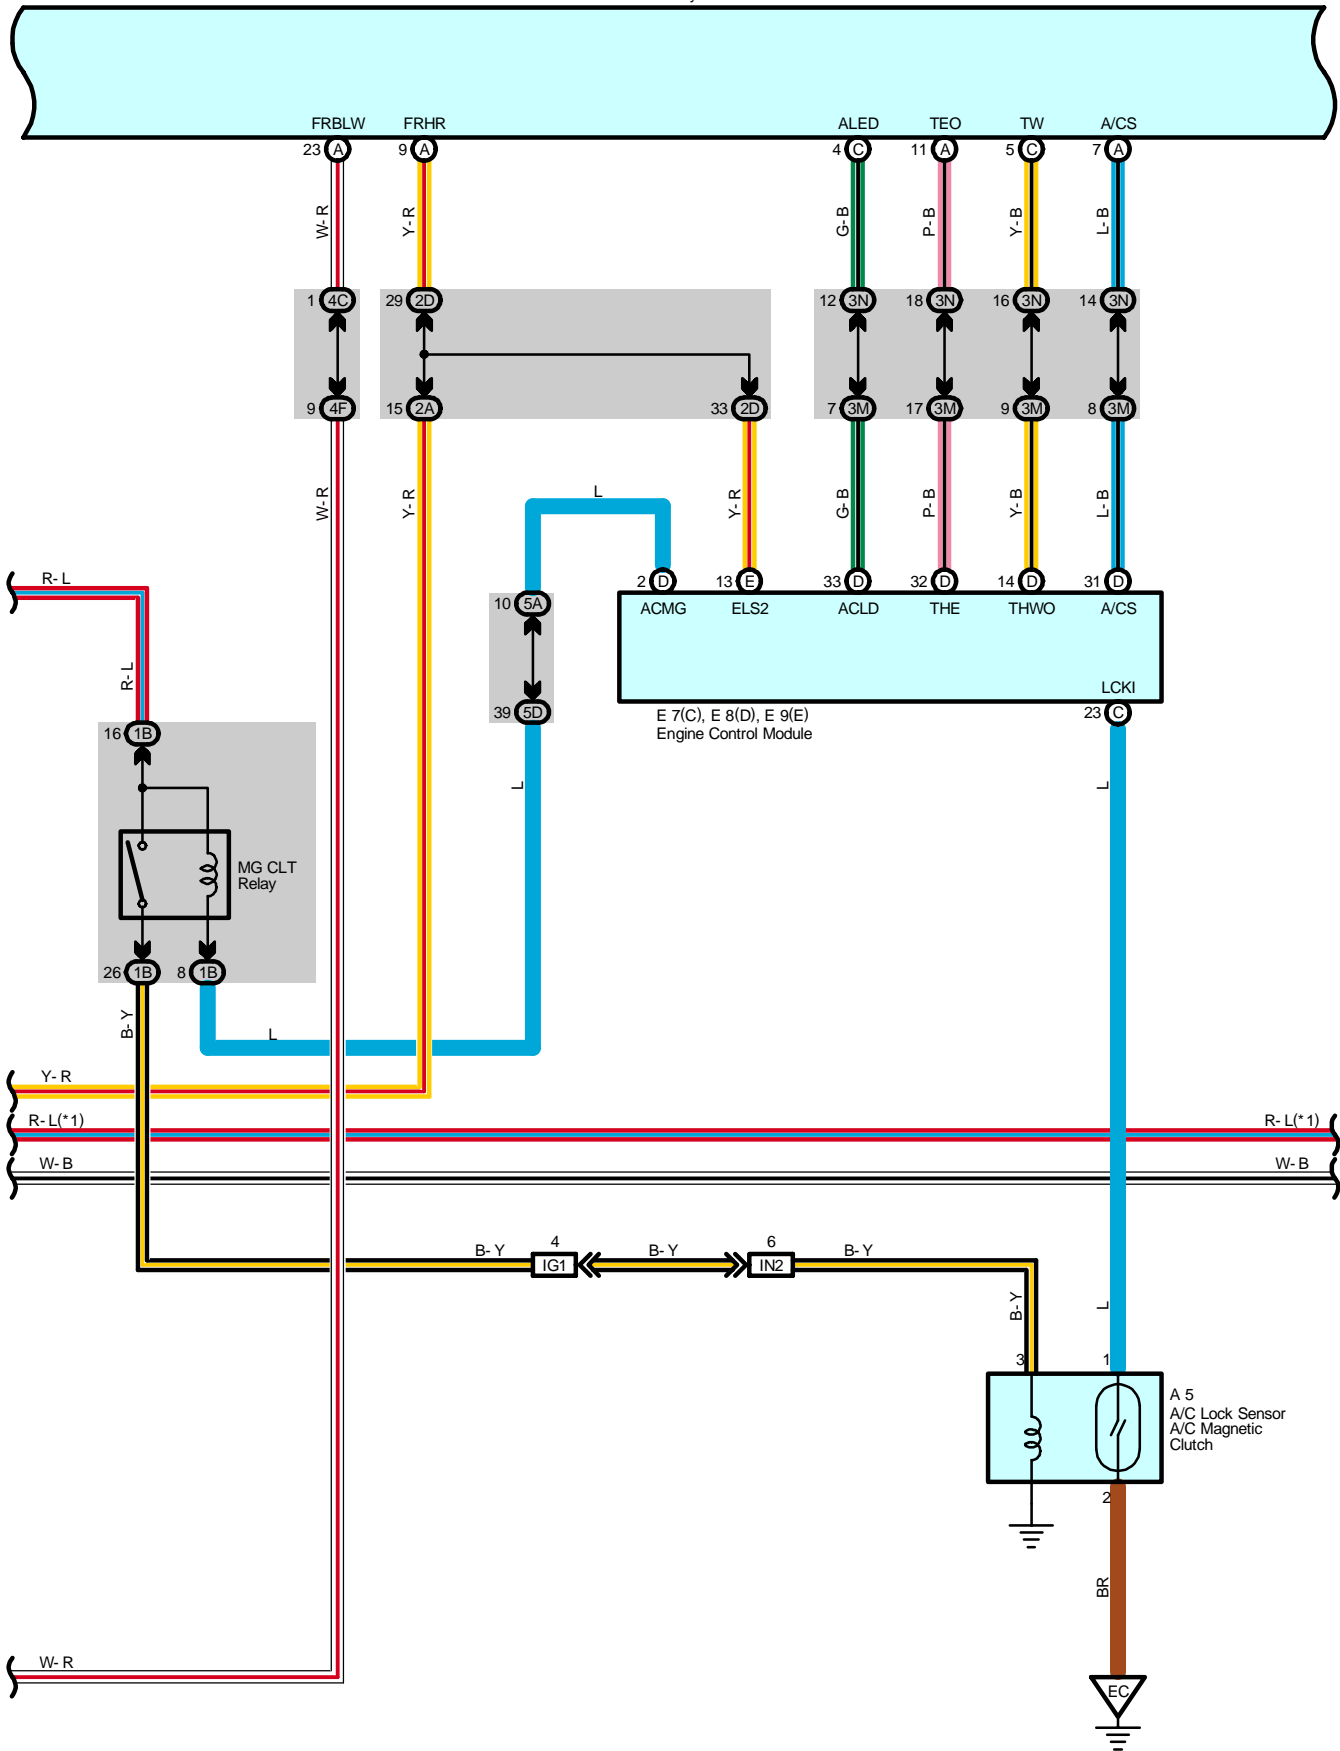 FRBLW FRHR ALED TEO TW A/CS
23 A 9 A 4 C 11 A 5 C 7 A
W- R Y- R G- B P- B Y- B L- B
1 4C 29 2D 12 3N 18 3N 16 3N 14 3N
9 4F 15 2A 33 2D 7 3M 17 3M 9 3M 8 3M
L
W- R Y- R Y- R G- B P- B Y- B L- B
R- L
2 D 13 E 33 D 32 D 14 D 31 D
10 5A
ACMG ELS2 ACLD THE THWO A/CS
R- L
LCKI
39 5D
E 7(C), E 8(D), E 9(E)
Engine Control Module
23 C
16 1B
L L
MG CLT
Relay
26 1B 8 1B
B- Y
L
Y- R
R- L(*1) R- L(*1)
W- B W- B
4 6
B- Y IG1 B- Y IN2 B- Y
B- Y L
3 1
A 5
A/C Lock Sensor
A/C Magnetic
Clutch
2
BR
W- R
EC